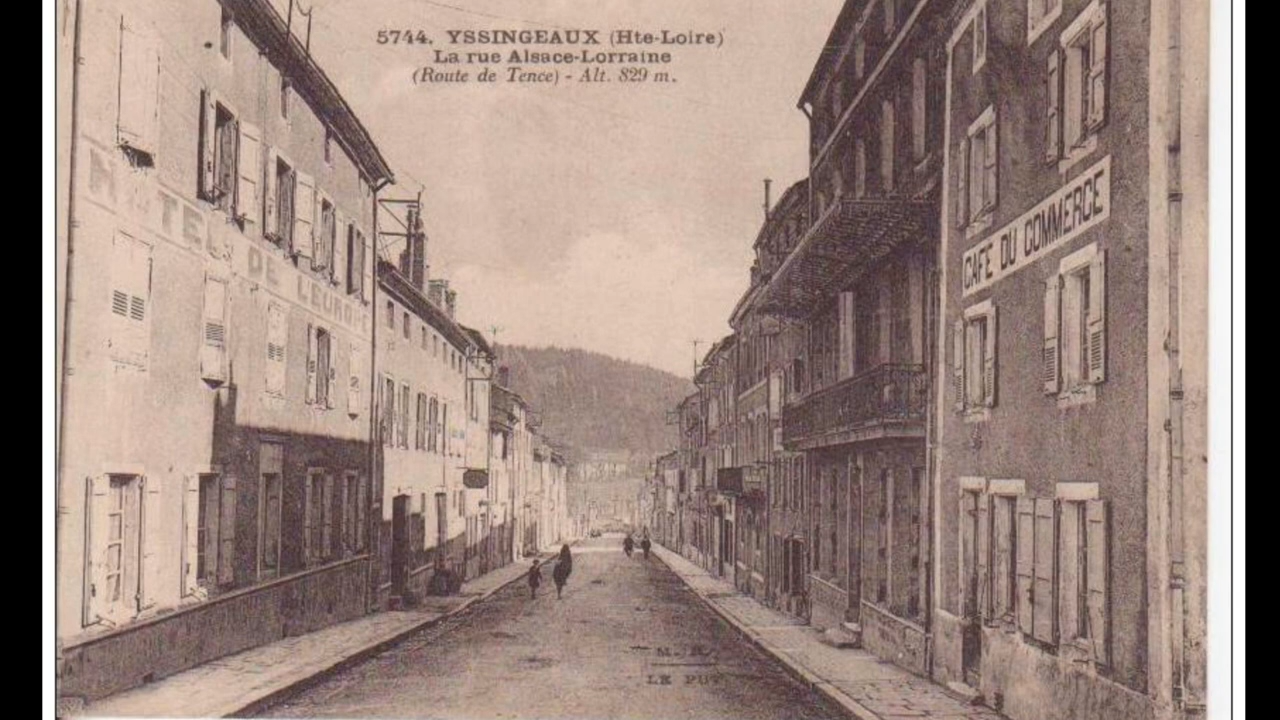 5744. YSSINGEAUX (Hte-Loire)
La rue Alsace-Lorraine
(Route de Tence) - Alt. 829 m.
HOTEL DE L'EUROPE
CAFE DU COMMERCE
LE PUY